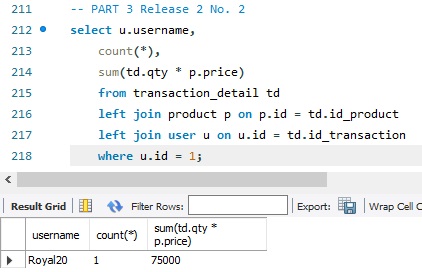 211 -- PART 3 Release 2 No. 2
212 select u.username,
213 count(*),
214 sum(td.qty * p.price)
215 from transaction_detail td
216 left join product p on p.id = td.id_product
217 left join user u on u.id = td.id_transaction
218 where u.id = 1;
Result Grid Filter Rows: Export: Wrap Cell C
username count(*) sum(td.qty * p.price)
Royal20 1 75000